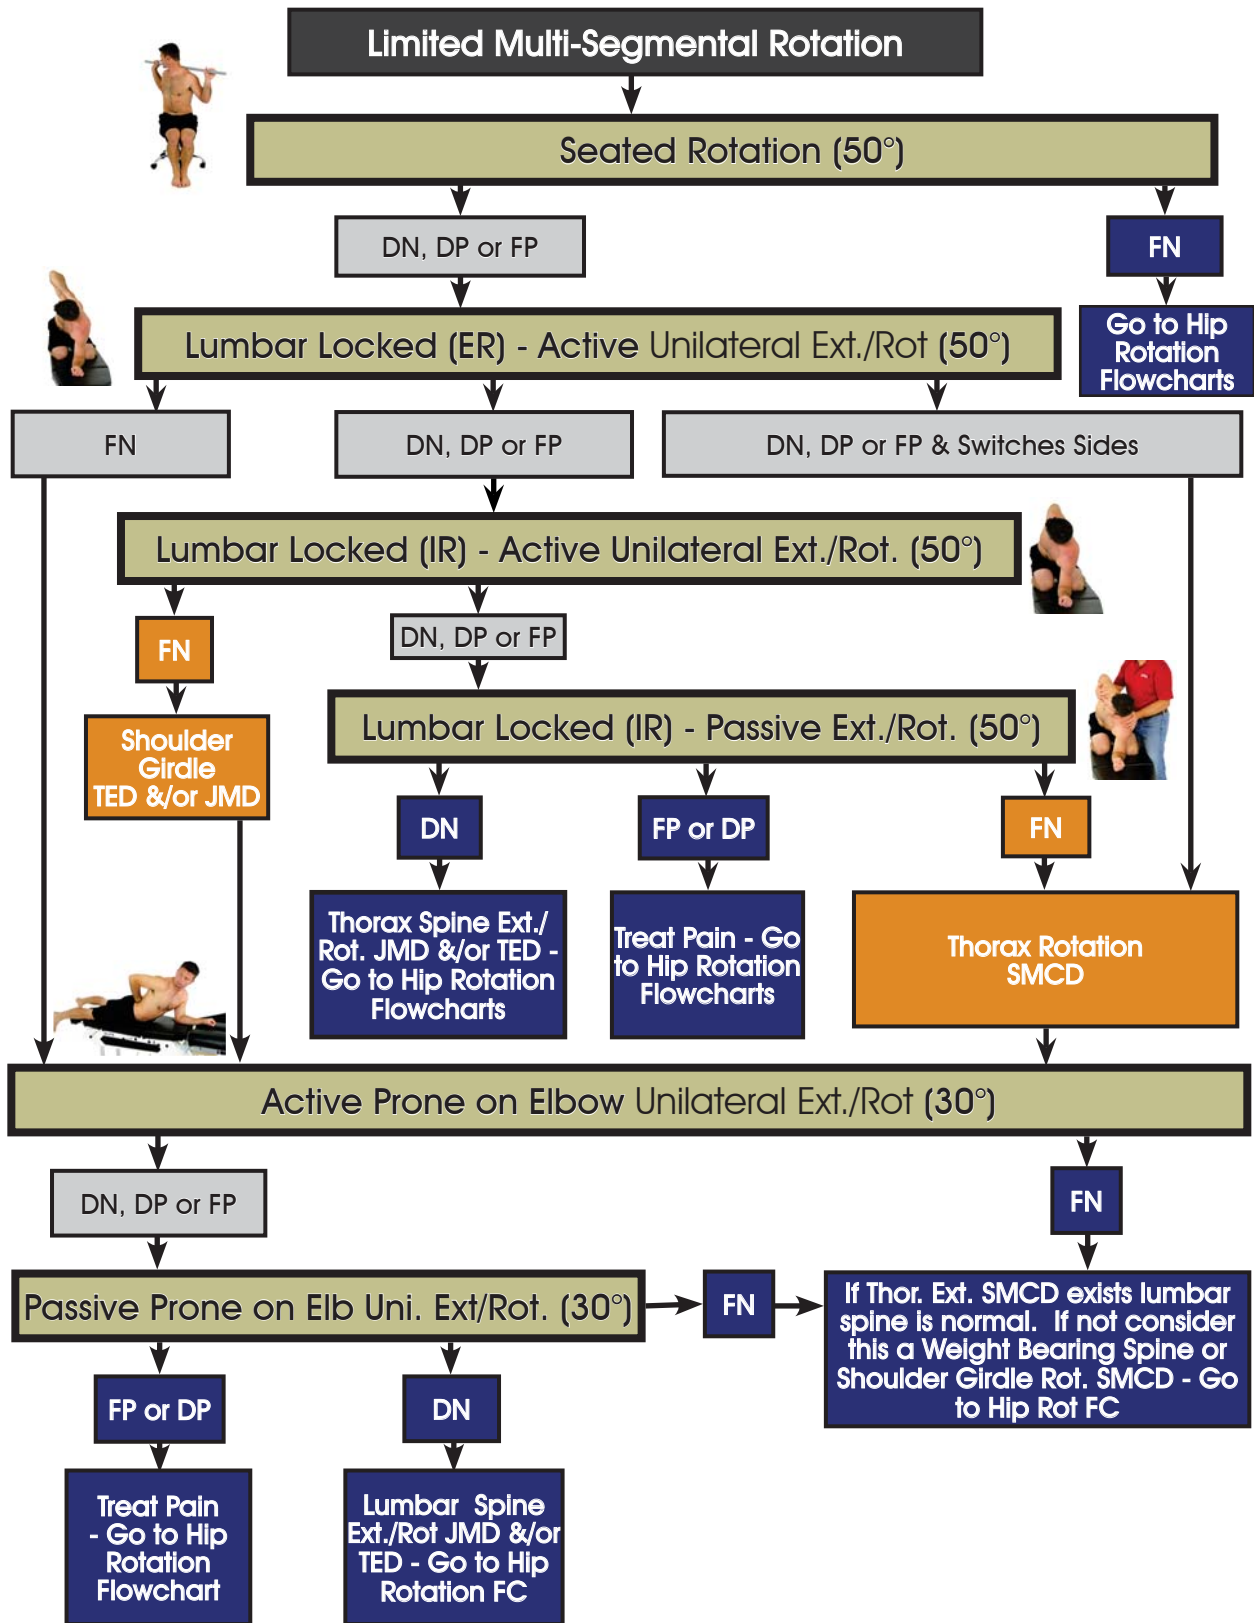 Limited Multi-Segmental Rotation
Seated Rotation (50°)
DN, DP or FP
FN
Go to Hip
Rotation
Flowcharts
Lumbar Locked (ER) - Active Unilateral Ext./Rot (50°)
FN
DN, DP or FP
DN, DP or FP & Switches Sides
Lumbar Locked (IR) - Active Unilateral Ext./Rot. (50°)
FN
DN, DP or FP
Shoulder
Girdle
TED &/or JMD
Lumbar Locked (IR) - Passive Ext./Rot. (50°)
DN
FP or DP
FN
Thorax Spine Ext./
Rot. JMD &/or TED -
Go to Hip Rotation
Flowcharts
Treat Pain - Go
to Hip Rotation
Flowcharts
Thorax Rotation
SMCD
Active Prone on Elbow Unilateral Ext./Rot (30°)
DN, DP or FP
FN
Passive Prone on Elb Uni. Ext/Rot. (30°)
FN
If Thor. Ext. SMCD exists lumbar
spine is normal.  If not consider
this a Weight Bearing Spine or
Shoulder Girdle Rot. SMCD - Go
to Hip Rot FC
FP or DP
DN
Treat Pain
- Go to Hip
Rotation
Flowchart
Lumbar  Spine
Ext./Rot JMD &/or
TED - Go to Hip
Rotation FC